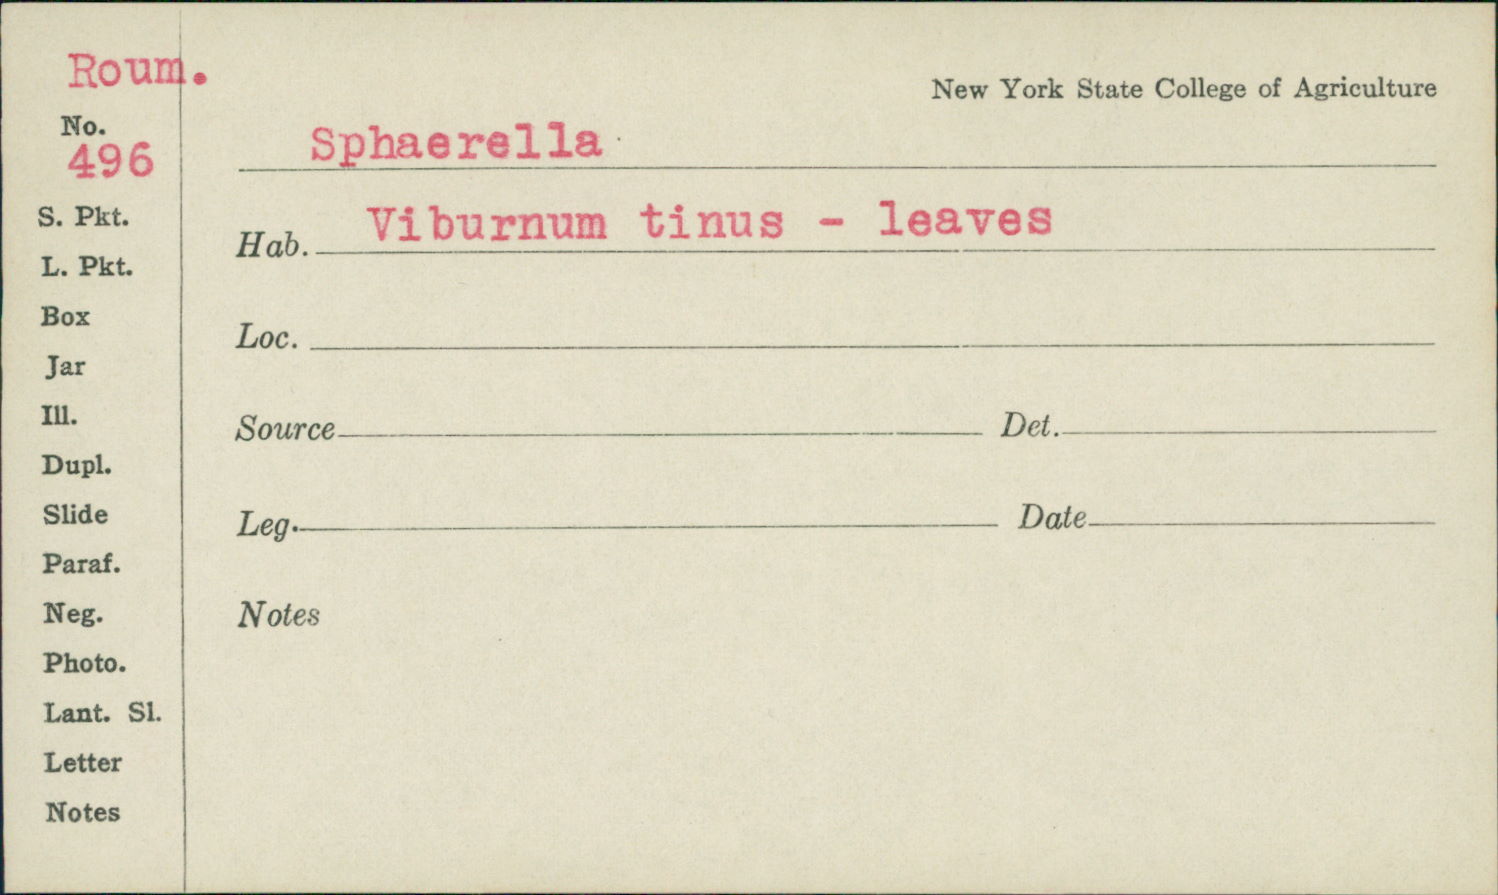 Roum.
New York State College of Agriculture
No.
496
Sphaerella
Hab. Viburnum tinus - leaves
Loc.
Source Det.
Leg. Date
Notes
S. Pkt.
L. Pkt.
Box
Jar
Ill.
Dupl.
Slide
Paraf.
Neg.
Photo.
Lant. Sl.
Letter
Notes